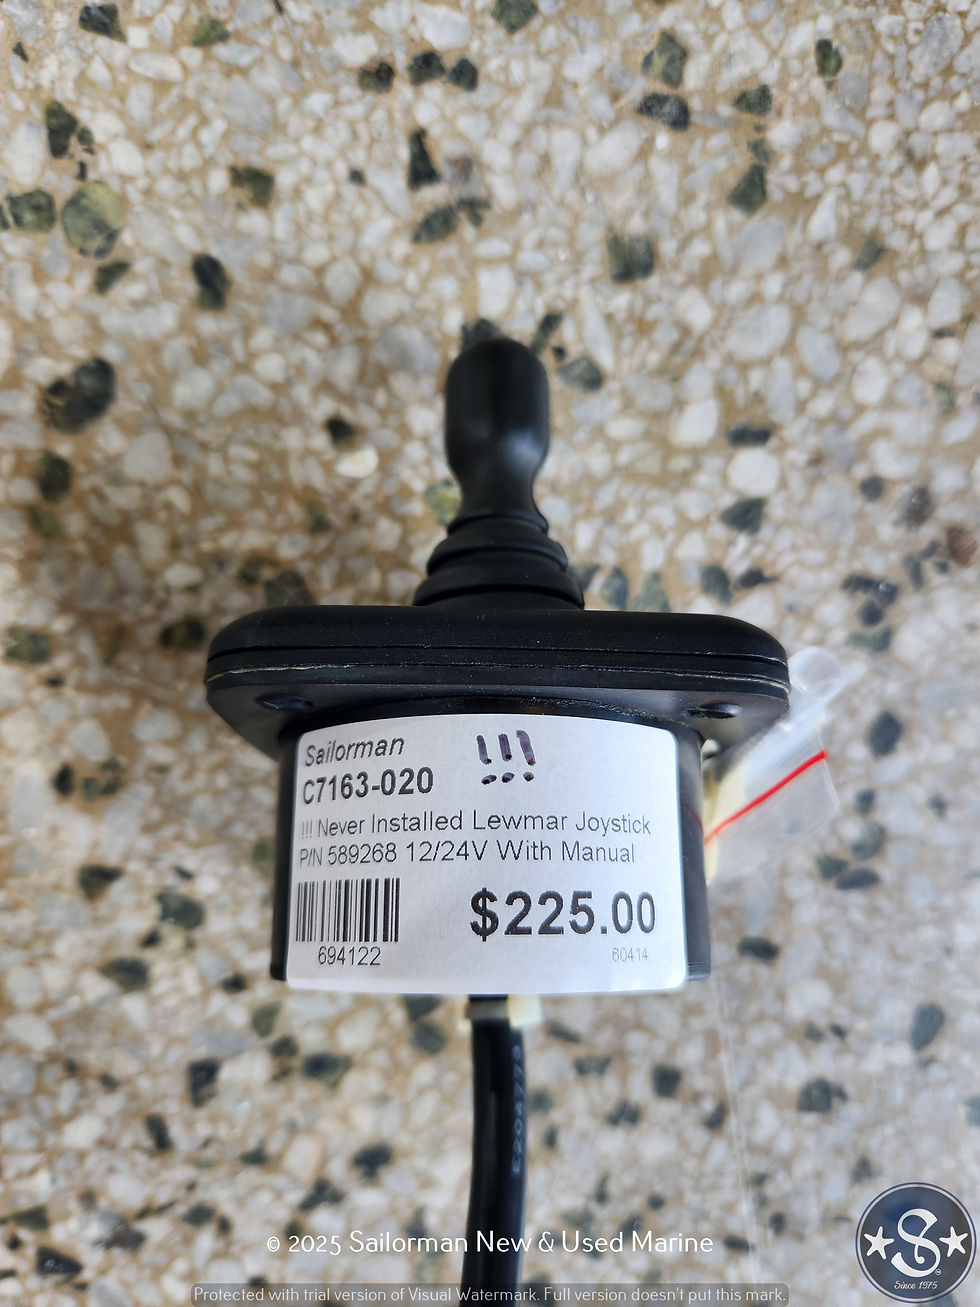 Sailorman
C7163-020
!!!
!!! Never Installed Lewmar Joystick
P/N 589268 12/24V With Manual
$225.00
694122
60414
E204773
© 2025 Sailorman New & Used Marine
S
Since 1975
Protected with trial version of Visual Watermark. Full version doesn't put this mark.